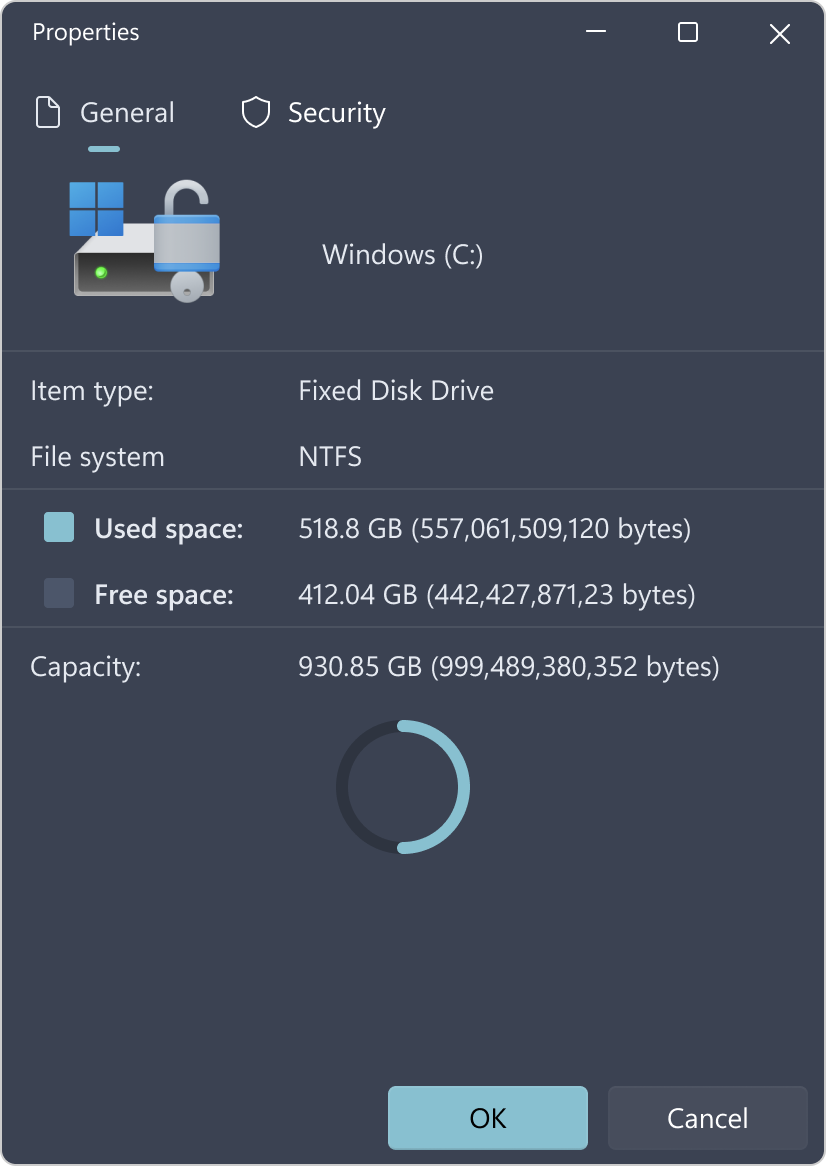 Properties
General Security
Windows (C:)
Item type: Fixed Disk Drive
File system NTFS
Used space: 518.8 GB (557,061,509,120 bytes)
Free space: 412.04 GB (442,427,871,23 bytes)
Capacity: 930.85 GB (999,489,380,352 bytes)
OK Cancel